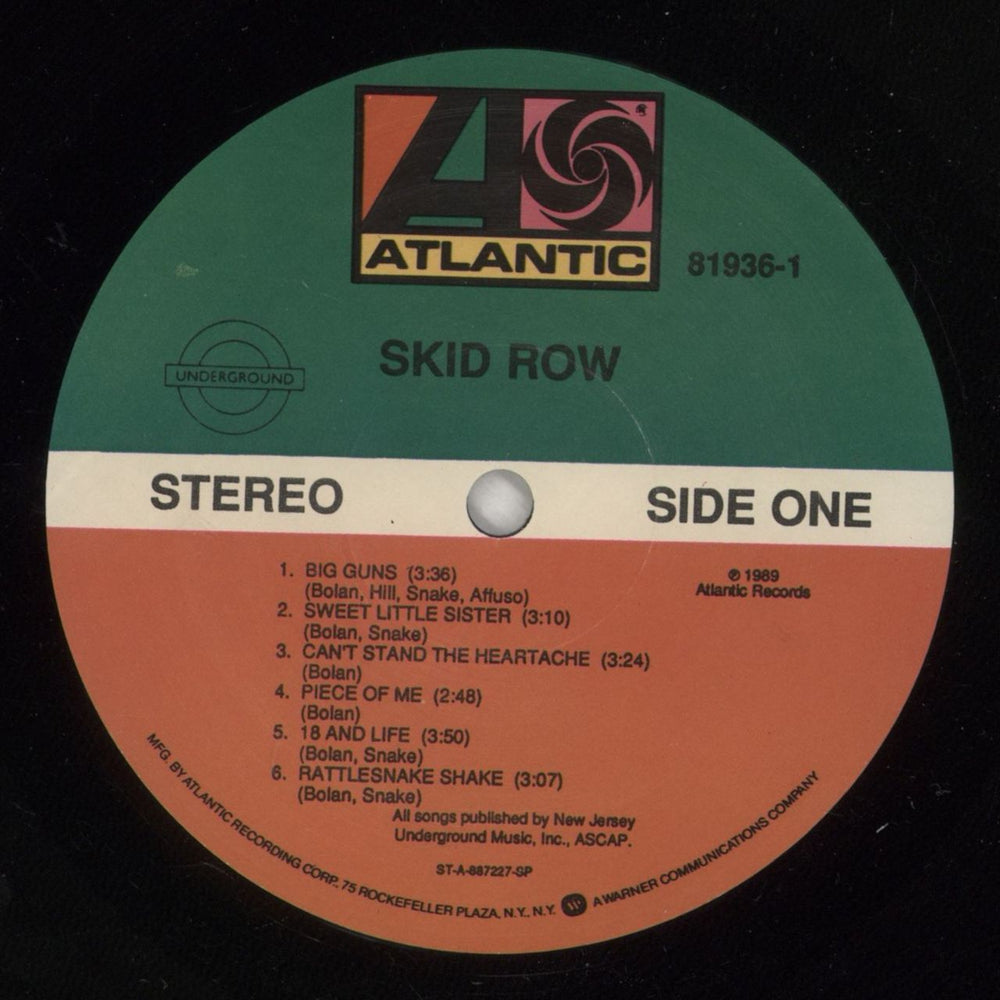 ATLANTIC
81936-1
SKID ROW
UNDERGROUND
STEREO
SIDE ONE
1. BIG GUNS (3:36)
(Bolan, Hill, Snake, Affuso)
2. SWEET LITTLE SISTER (3:10)
(Bolan, Snake)
3. CAN'T STAND THE HEARTACHE (3:24)
(Bolan)
4. PIECE OF ME (2:48)
(Bolan)
5. 18 AND LIFE (3:50)
(Bolan, Snake)
6. RATTLESNAKE SHAKE (3:07)
(Bolan, Snake)
℗ 1989
Atlantic Records
All songs published by New Jersey
Underground Music, Inc., ASCAP.
ST-A-887227-SP
MFG. BY ATLANTIC RECORDING CORP., 75 ROCKEFELLER PLAZA, N.Y., N.Y. A WARNER COMMUNICATIONS COMPANY